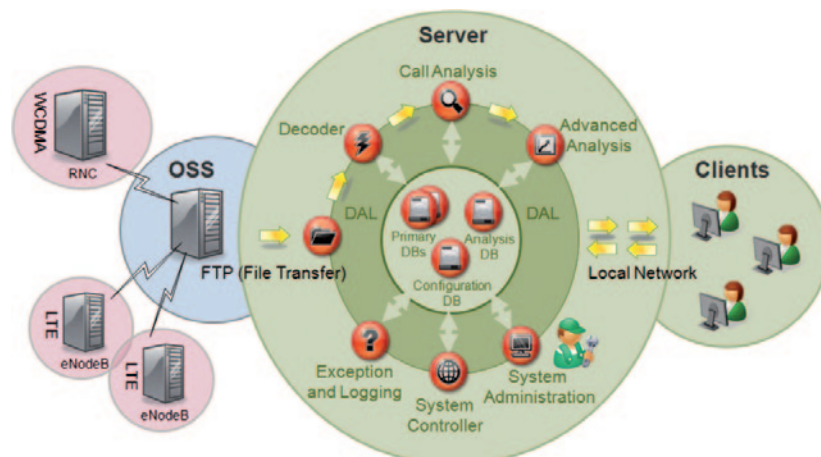 Server
Call Analysis
Decoder
Advanced
Analysis
WCDMA
RNC
OSS
Clients
DAL
DAL
Primary
DBs
Analysis
DB
Configuration
DB
FTP (File Transfer)
Local Network
LTE
eNodeB
LTE
eNodeB
Exception
and Logging
System
Controller
System
Administration